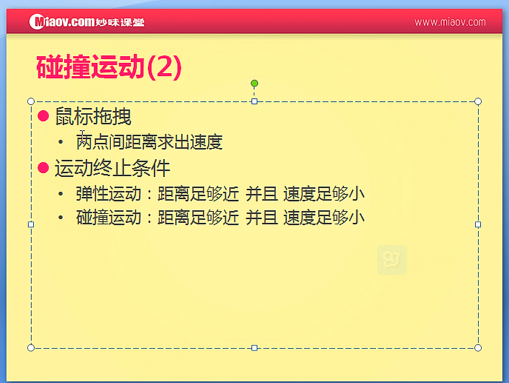 Miaov.com妙味课堂
www.miaov.com
碰撞运动(2)
鼠标拖拽
两点间距离求出速度
运动终止条件
弹性运动：距离足够近 并且 速度足够小
碰撞运动：距离足够近 并且 速度足够小